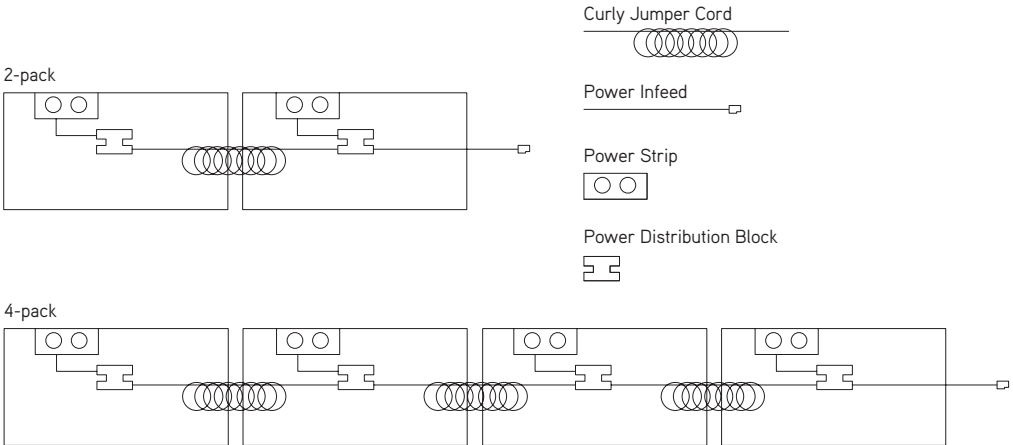 Curly Jumper Cord
2-pack
Power Infeed
Power Strip
Power Distribution Block
4-pack